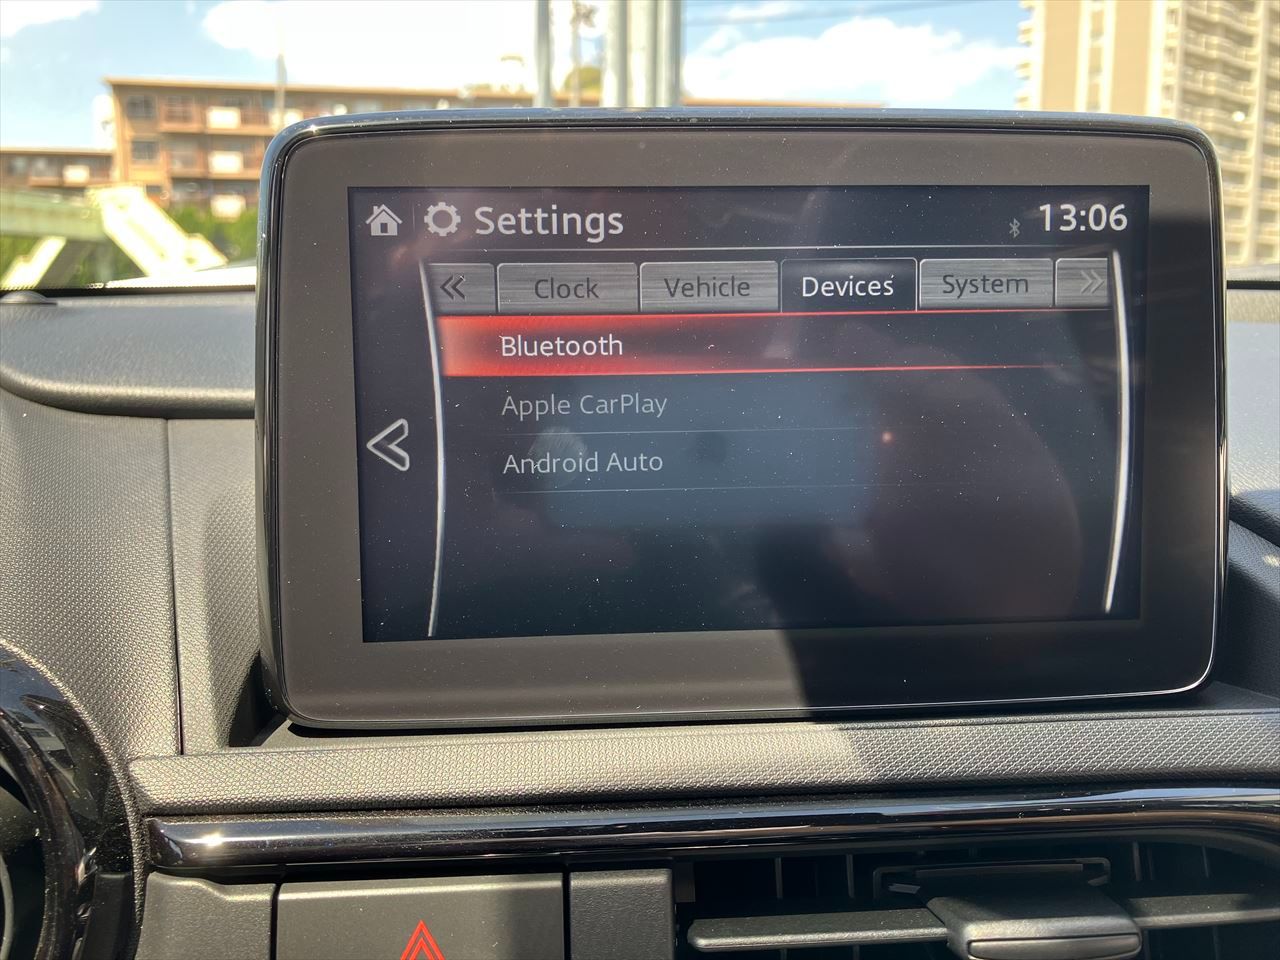 Settings
13:06
Clock Vehicle Devices System
Bluetooth
Apple CarPlay
Android Auto